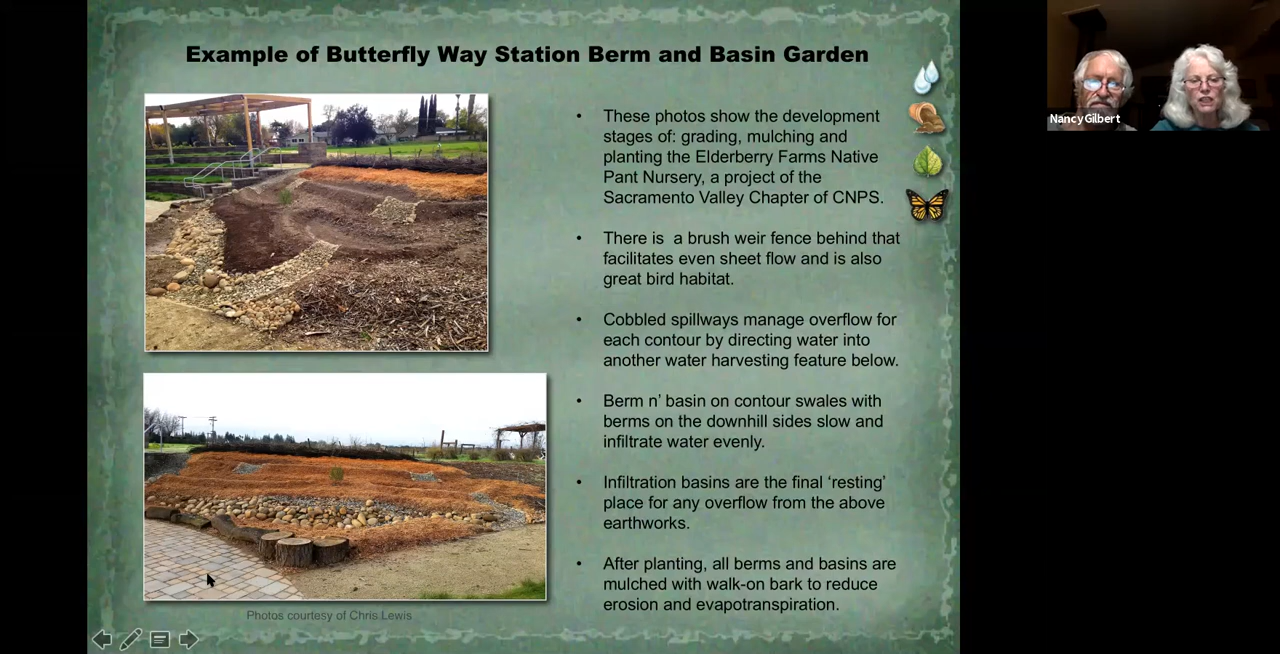 Example of Butterfly Way Station Berm and Basin Garden
• These photos show the development
stages of: grading, mulching and
planting the Elderberry Farms Native
Pant Nursery, a project of the
Sacramento Valley Chapter of CNPS.
• There is  a brush weir fence behind that
facilitates even sheet flow and is also
great bird habitat.
• Cobbled spillways manage overflow for
each contour by directing water into
another water harvesting feature below.
• Berm n’ basin on contour swales with
berms on the downhill sides slow and
infiltrate water evenly.
• Infiltration basins are the final ‘resting’
place for any overflow from the above
earthworks.
• After planting, all berms and basins are
mulched with walk-on bark to reduce
erosion and evapotranspiration.
Photos courtesy of Chris Lewis
Nancy Gilbert